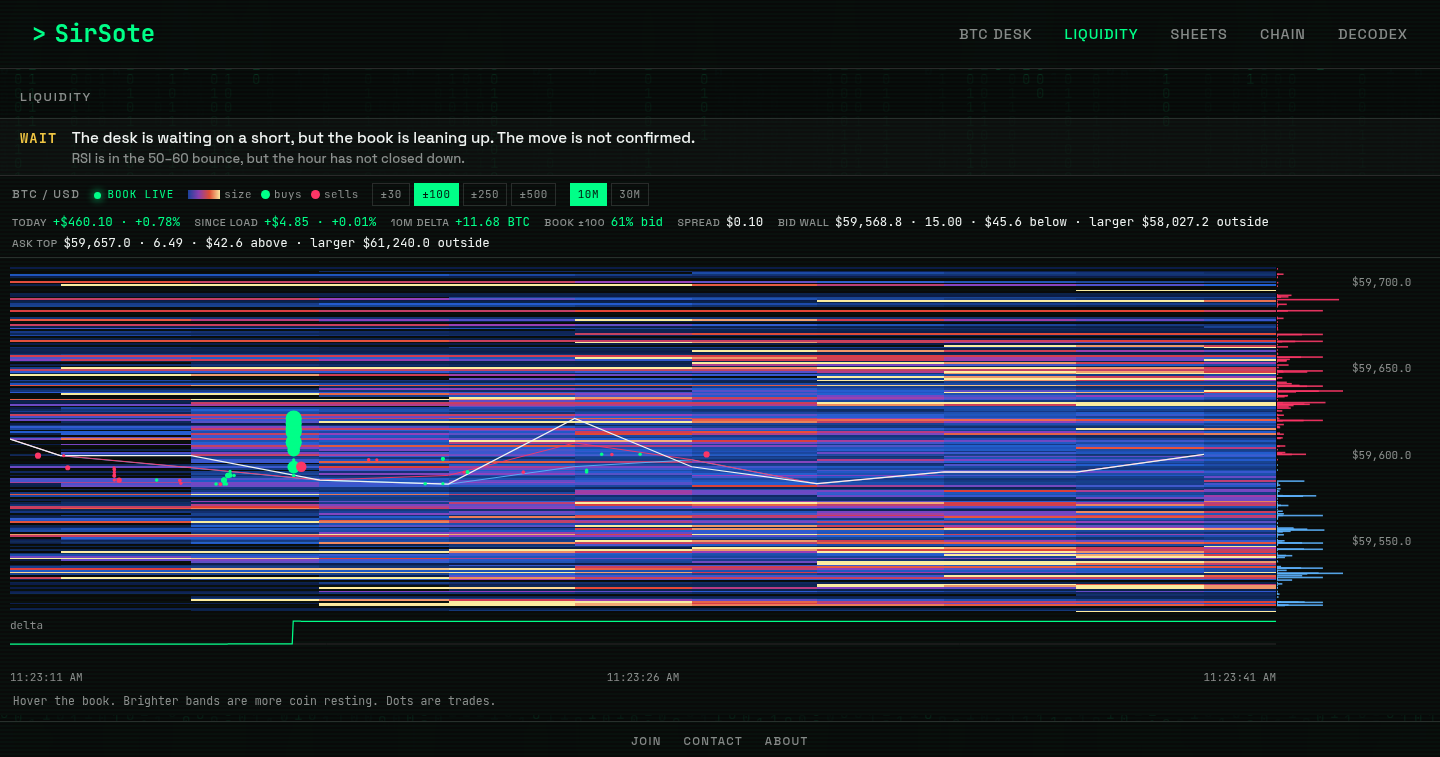 > SirSote
BTC DESK LIQUIDITY SHEETS CHAIN DECODEX
LIQUIDITY
WAIT The desk is waiting on a short, but the book is leaning up. The move is not confirmed.
RSI is in the 50–60 bounce, but the hour has not closed down.
BTC / USD BOOK LIVE size buys sells ±30 ±100 ±250 ±500 10M 30M
TODAY +$460.10 · +0.78% SINCE LOAD +$4.85 · +0.01% 10M DELTA +11.68 BTC BOOK ±100 61% bid SPREAD $0.10 BID WALL $59,568.8 · 15.00 · $45.6 below · larger $58,027.2 outside
ASK TOP $59,657.0 · 6.49 · $42.6 above · larger $61,240.0 outside
$59,700.0
$59,650.0
$59,600.0
$59,550.0
delta
11:23:11 AM 11:23:26 AM 11:23:41 AM
Hover the book. Brighter bands are more coin resting. Dots are trades.
JOIN CONTACT ABOUT